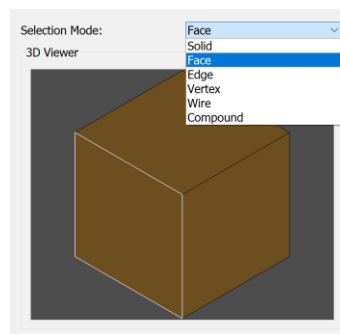 Selection Mode:
Face
3D Viewer
Solid
Face
Edge
Vertex
Wire
Compound